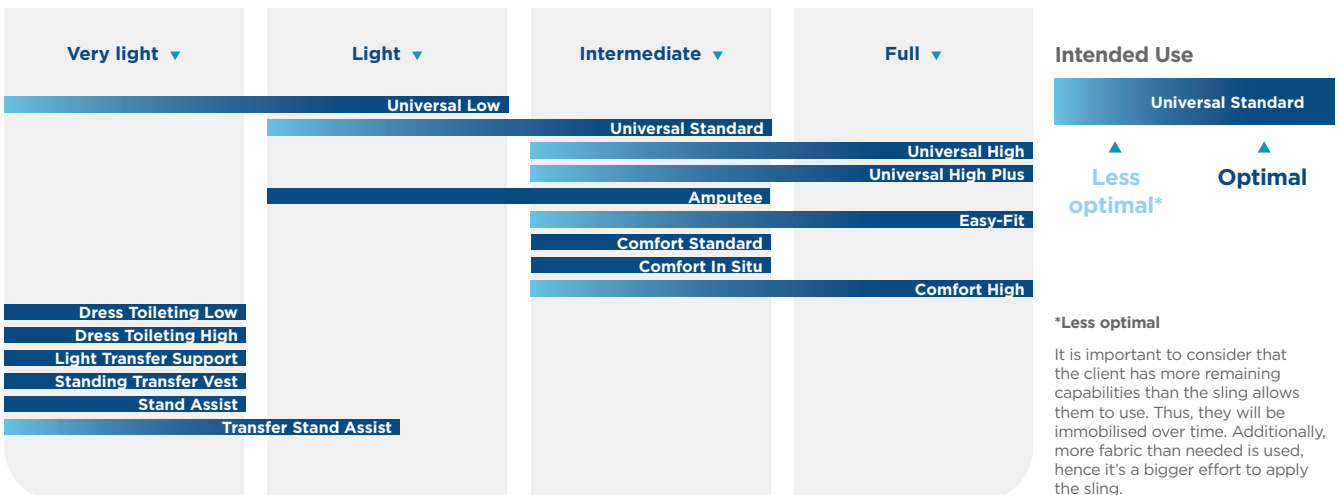 Very light
Light
Intermediate
Full
Universal Low
Universal Standard
Universal High
Universal High Plus
Amputee
Easy-Fit
Comfort Standard
Comfort In Situ
Comfort High
Dress Toileting Low
Dress Toileting High
Light Transfer Support
Standing Transfer Vest
Stand Assist
Transfer Stand Assist
Intended Use
Universal Standard
Less
optimal*
Optimal
*Less optimal
It is important to consider that
the client has more remaining
capabilities than the sling allows
them to use. Thus, they will be
immobilised over time. Additionally,
more fabric than needed is used,
hence it's a bigger effort to apply
the sling.